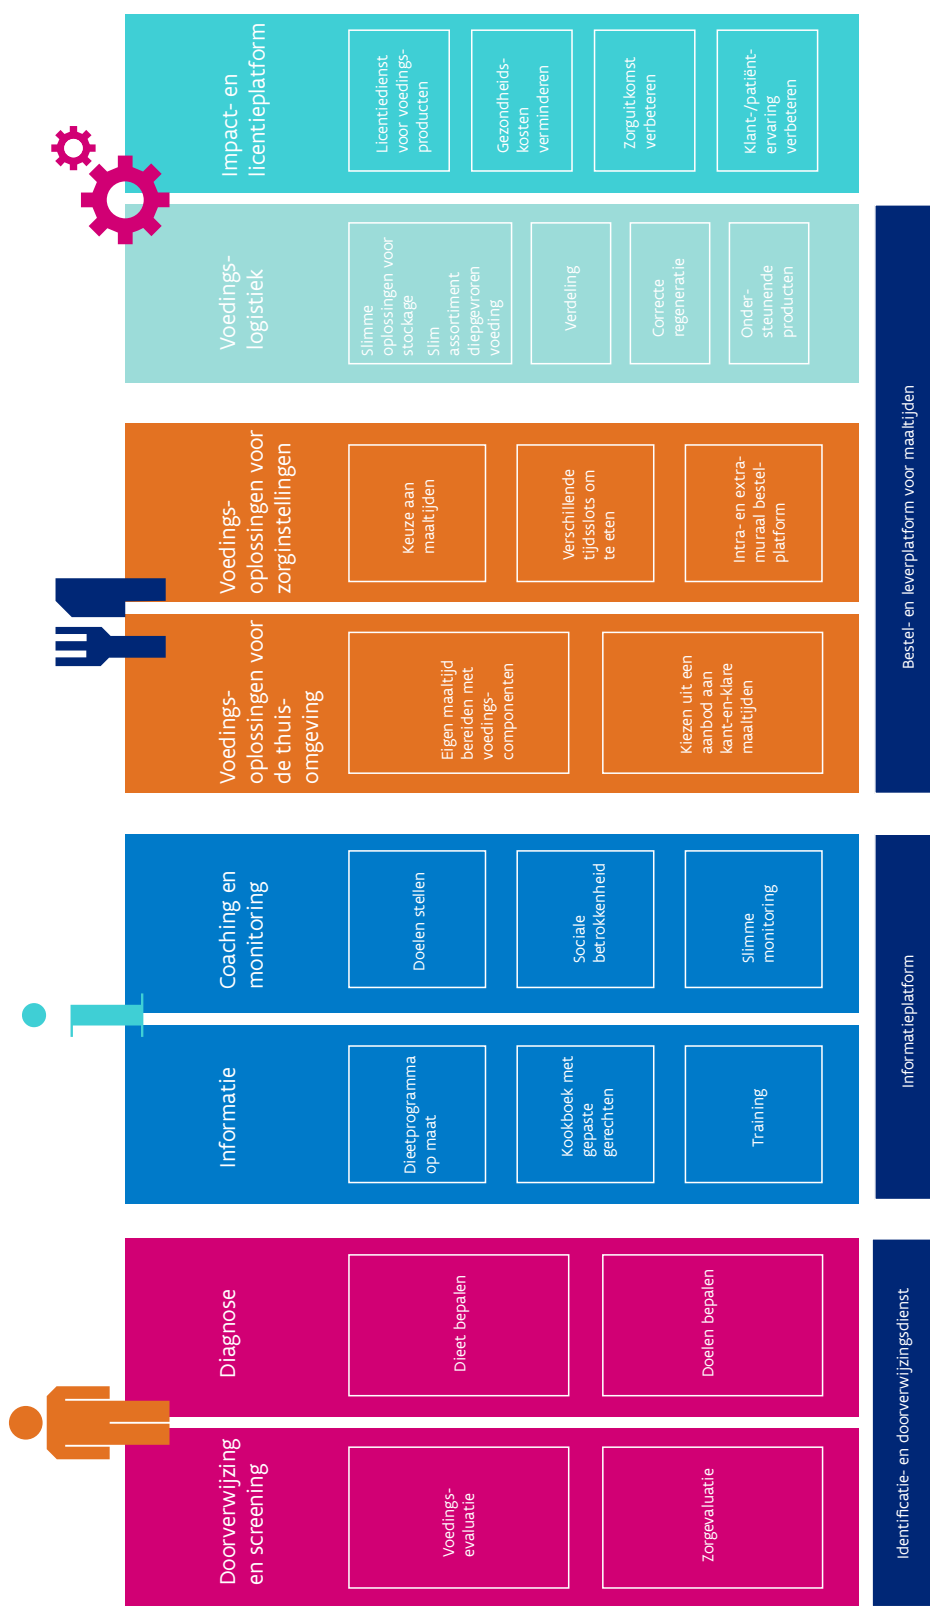 Doorverwijzing
en screening
Voedings-
evaluatie
Zorgevaluatie
Diagnose
Dieet bepalen
Doelen bepalen
Identificatie- en doorverwijzingsdienst
Informatie
Dieetprogramma
op maat
Kookboek met
gepaste
gerechten
Training
Coaching en
monitoring
Doelen stellen
Sociale
betrokkenheid
Slimme
monitoring
Informatieplatform
Voedings-
oplossingen voor
de thuis-
omgeving
Eigen maaltijd
bereiden met
voedings-
componenten
Kiezen uit een
aanbod aan
kant-en-klare
maaltijden
Voedings-
oplossingen voor
zorginstellingen
Keuze aan
maaltijden
Verschillende
tijdsslots om
te eten
Intra- en extra-
muraal bestel-
platform
Voedings-
logistiek
Slimme
oplossingen voor
stockage
Slim
assortiment
diepgevroren
voeding
Verdeling
Correcte
regeneratie
Onder-
steunende
producten
Bestel- en leverplatform voor maaltijden
Impact- en
licentieplatform
Licentiedienst
voor voedings-
producten
Gezondheids-
kosten
verminderen
Zorguitkomst
verbeteren
Klant-/patiënt-
ervaring
verbeteren